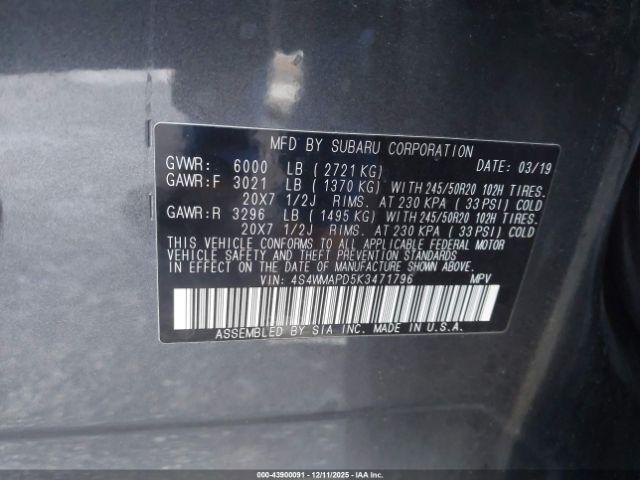 MFD BY SUBARU CORPORATION
GVWR: 6000 LB ( 2721 KG) DATE: 03/19
GAWR:F 3021 LB ( 1370 KG) WITH 245/50R20 102H TIRES.
20X7 1/2J RIMS. AT 230 KPA ( 33 PSI) COLD
GAWR:R 3296 LB ( 1495 KG) WITH 245/50R20 102H TIRES.
20X7 1/2J RIMS. AT 230 KPA ( 33 PSI) COLD
THIS VEHICLE CONFORMS TO ALL APPLICABLE FEDERAL MOTOR
VEHICLE SAFETY AND THEFT PREVENTION STANDARDS
IN EFFECT ON THE DATE OF MANUFACTURE SHOWN ABOVE.
VIN: 4S4WMAPD5K3471796 MPV
ASSEMBLED BY SIA INC. MADE IN U.S.A.
000-43900091 - 12/11/2025 - IAAI.COM